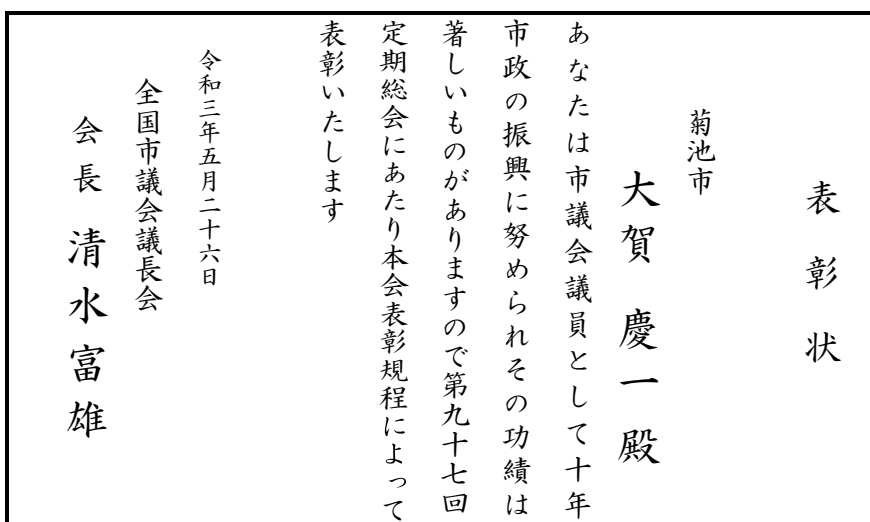 表彰状
菊池市
大賀 慶一 殿
あなたは市議会議員として十年
市政の振興に努められその功績は
著しいものがありますので第九十七回
定期総会にあたり本会表彰規程によって
表彰いたします
令和三年五月二十六日
全国市議会議長会
会長 清水富雄